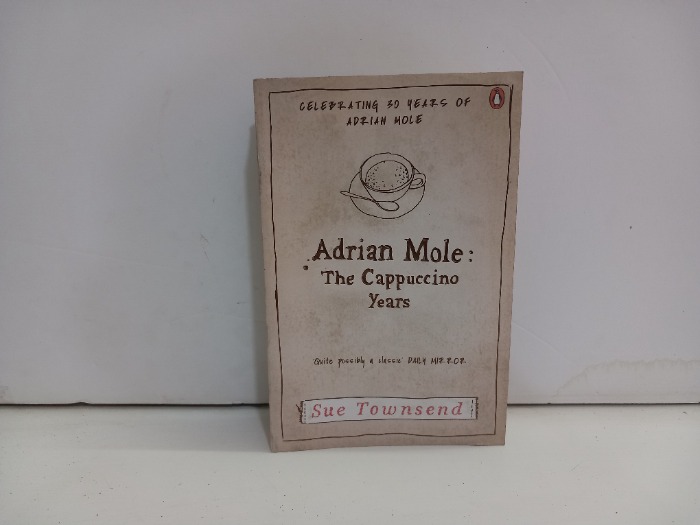 CELEBRATING 30 YEARS OF
ADRIAN MOLE
Adrian Mole:
The Cappuccino
Years
'Quite possibly a classic' DAILY MIRROR
Sue Townsend